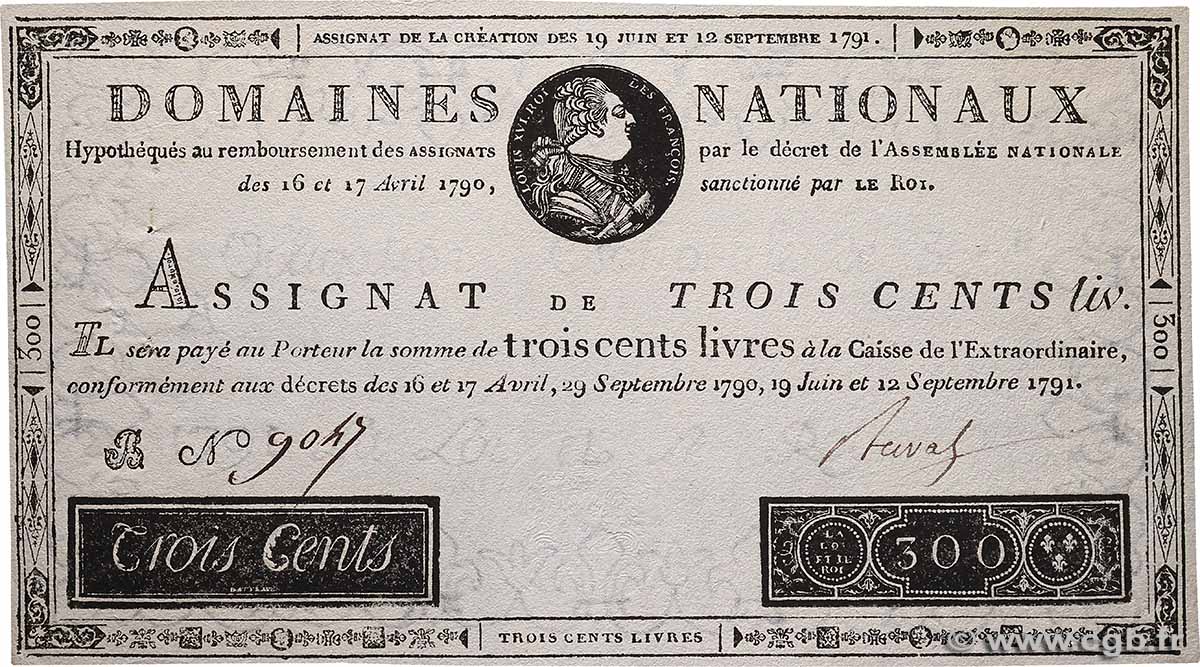 ASSIGNAT DE LA CRÉATION DES 19 JUIN ET 12 SEPTEMBRE 1791.
DOMAINES NATIONAUX
LOUIS XVI. ROI DES FRANÇOIS.
Hypothéqués au remboursement des ASSIGNATS par le décret de l'ASSEMBLÉE NATIONALE
des 16 et 17 Avril 1790, sanctionné par LE ROI.
ASSIGNAT DE TROIS CENTS liv.
IL sera payé au Porteur la somme de trois cents livres à la Caisse de l'Extraordinaire,
conformément aux décrets des 16 et 17 Avril, 29 Septembre 1790, 19 Juin et 12 Septembre 1791.
300
300
B No 9047
Trois Cents
LA
LOI
ET LE
ROI
300
TROIS CENTS LIVRES
© www.cgb.fr